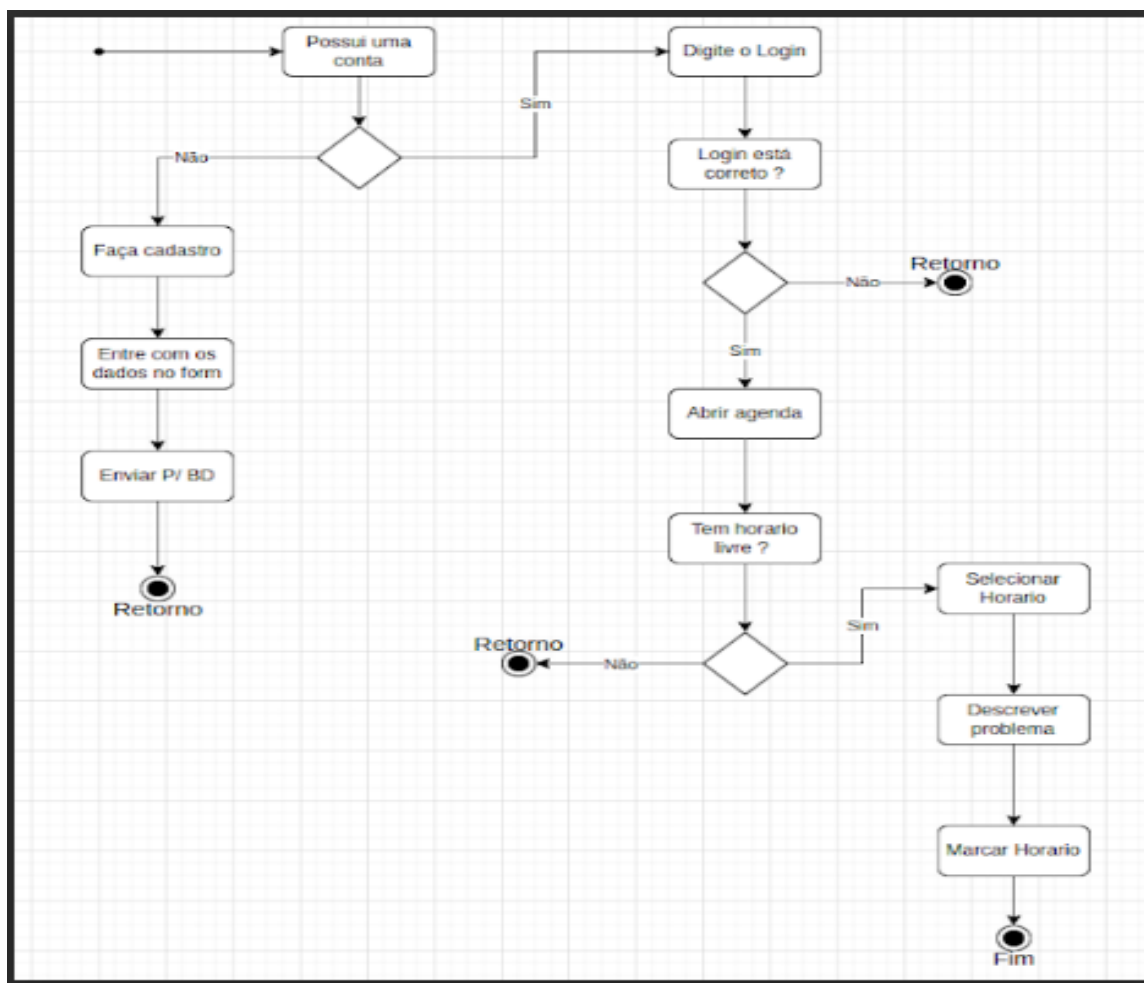 Possui uma
conta
Digite o Login
Sim
Login está
correto ?
Não
Faça cadastro
Retorno
Não
Entre com os
dados no form
Sim
Abrir agenda
Enviar P/ BD
Tem horario
livre ?
Retorno
Selecionar
Horario
Sim
Retorno
Não
Descrever
problema
Marcar Horario
Fim